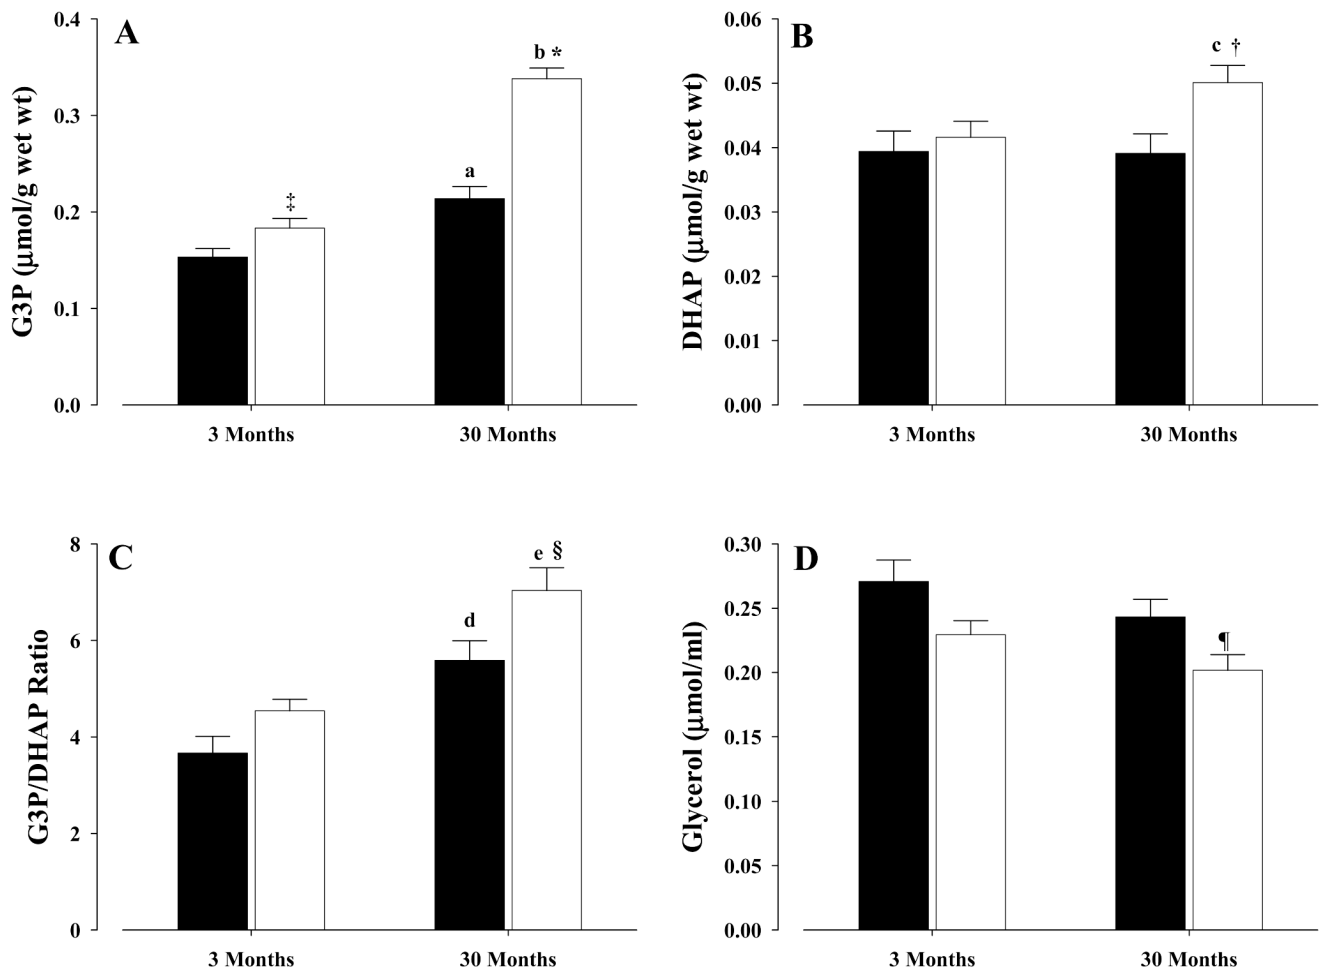 A
G3P (µmol/g wet wt)
0.4
0.3
0.2
0.1
0.0
‡
a
b *
3 Months
30 Months
B
DHAP (µmol/g wet wt)
0.06
0.05
0.04
0.03
0.02
0.01
0.00
c †
3 Months
30 Months
C
G3P/DHAP Ratio
8
6
4
2
0
d
e §
3 Months
30 Months
D
Glycerol (µmol/ml)
0.30
0.25
0.20
0.15
0.10
0.05
0.00
¶
3 Months
30 Months